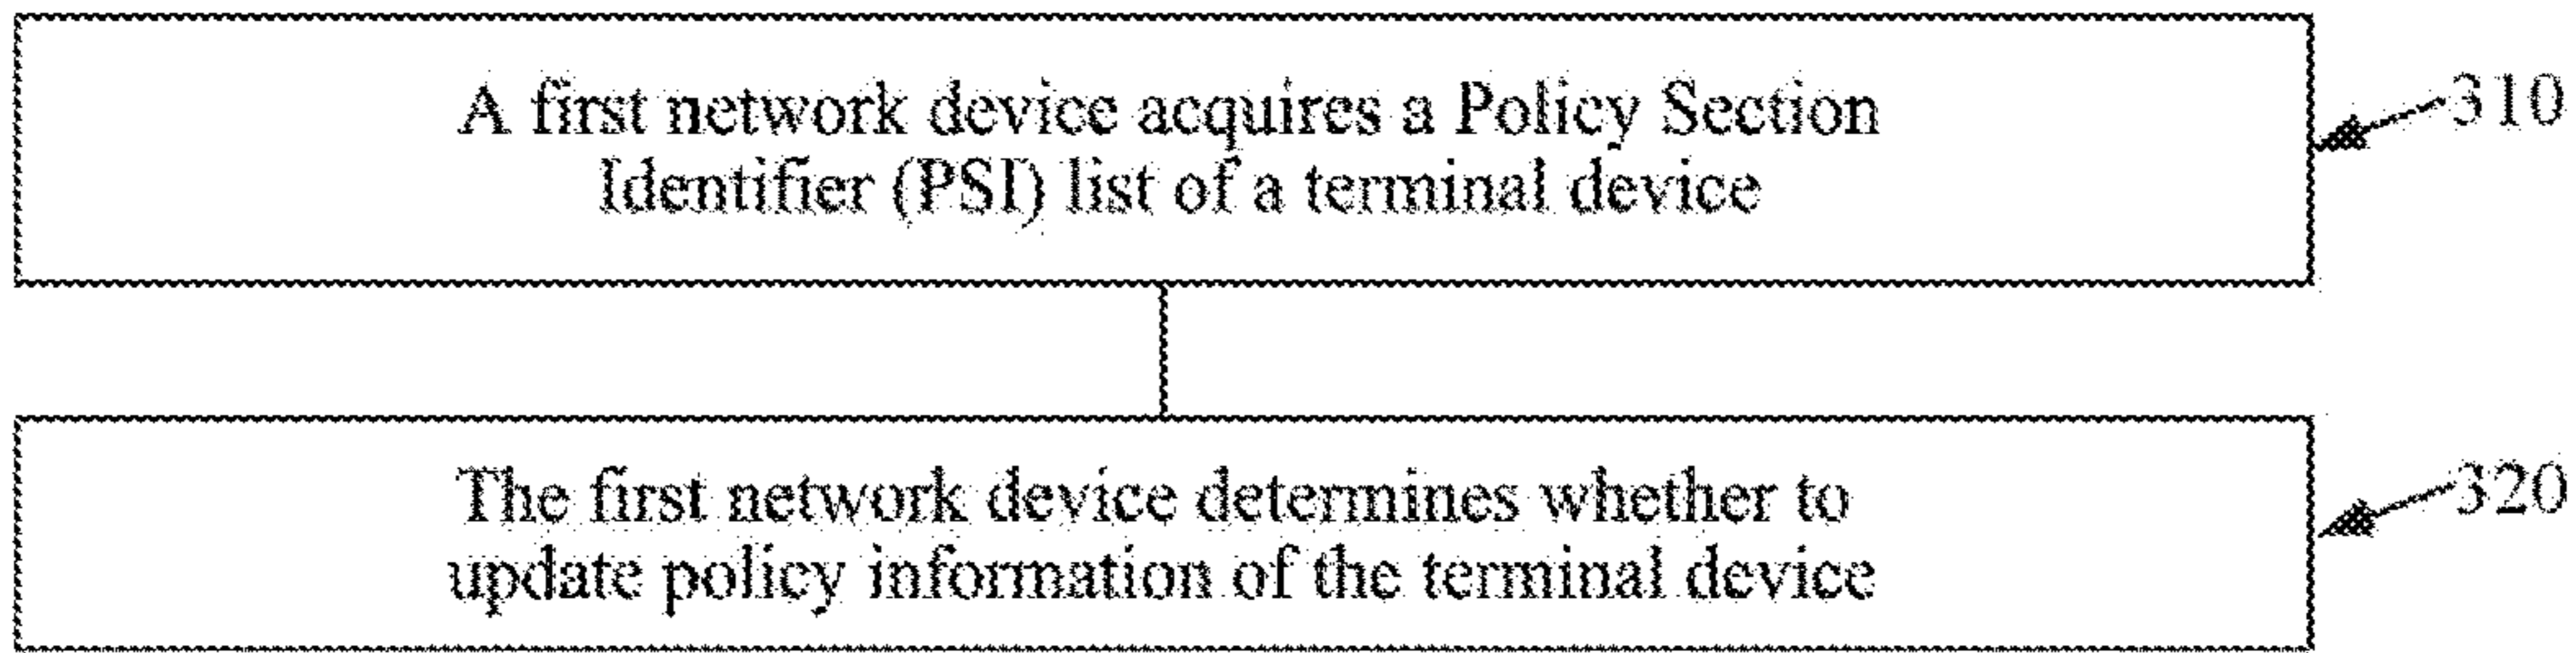 A first network device acquires a Policy Section
Identifier (PSI) list of a terminal device
310
The first network device determines whether to
update policy information of the terminal device
320